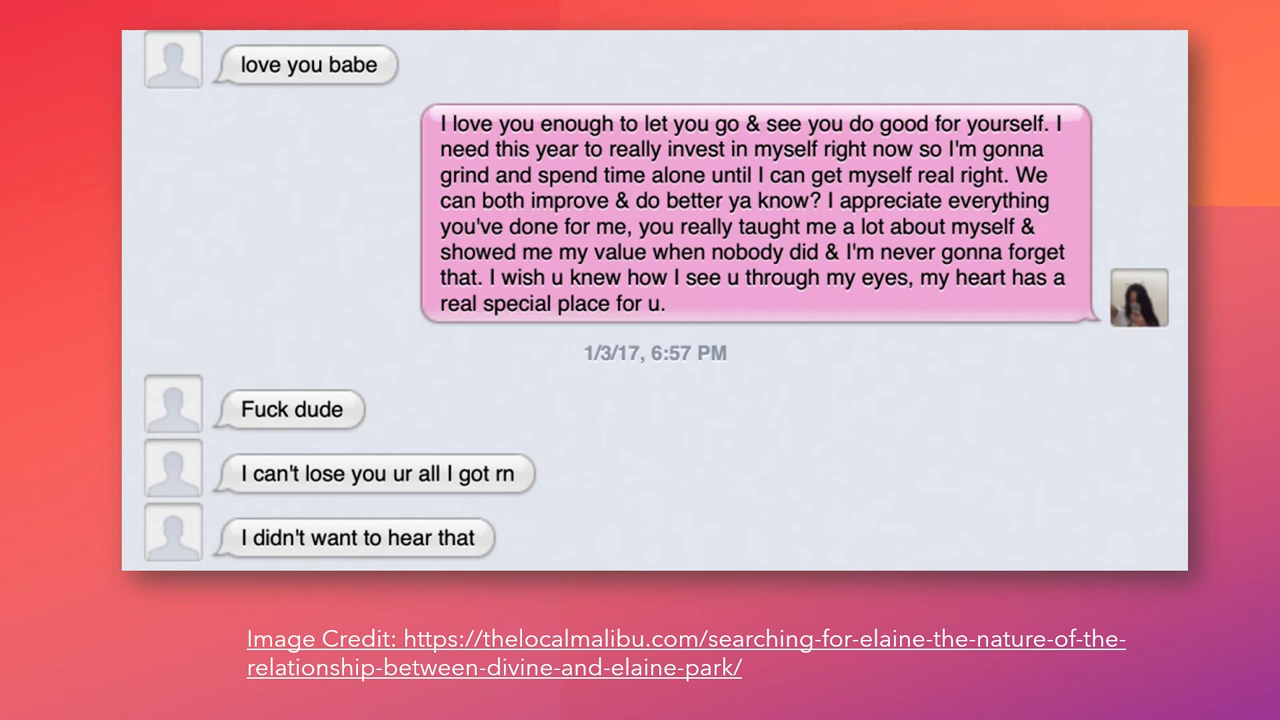 love you babe
I love you enough to let you go & see you do good for yourself. I
need this year to really invest in myself right now so I'm gonna
grind and spend time alone until I can get myself real right. We
can both improve & do better ya know? I appreciate everything
you've done for me, you really taught me a lot about myself &
showed me my value when nobody did & I'm never gonna forget
that. I wish u knew how I see u through my eyes, my heart has a
real special place for u.
1/3/17, 6:57 PM
Fuck dude
I can't lose you ur all I got rn
I didn't want to hear that
Image Credit: https://thelocalmalibu.com/searching-for-elaine-the-nature-of-the-
relationship-between-divine-and-elaine-park/